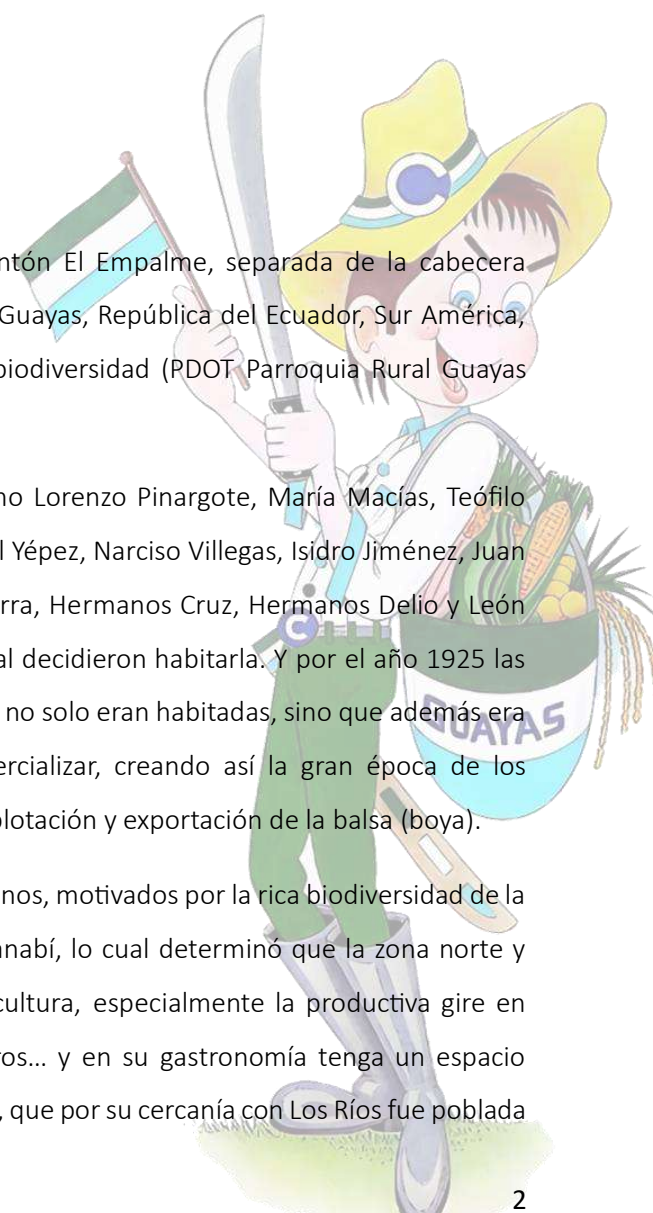 ntón El Empalme, separada de la cabecera
Guayas, República del Ecuador, Sur América,
biodiversidad (PDOT Parroquia Rural Guayas
no Lorenzo Pinargote, María Macías, Teófilo
l Yépez, Narciso Villegas, Isidro Jiménez, Juan
rra, Hermanos Cruz, Hermanos Delio y León
al decidieron habitarla. Y por el año 1925 las
no solo eran habitadas, sino que además era
ercializar, creando así la gran época de los
plotación y exportación de la balsa (boya).
nos, motivados por la rica biodiversidad de la
nabí, lo cual determinó que la zona norte y
cultura, especialmente la productiva gire en
ros... y en su gastronomía tenga un espacio
, que por su cercanía con Los Ríos fue poblada
C
C
GUAYAS
2